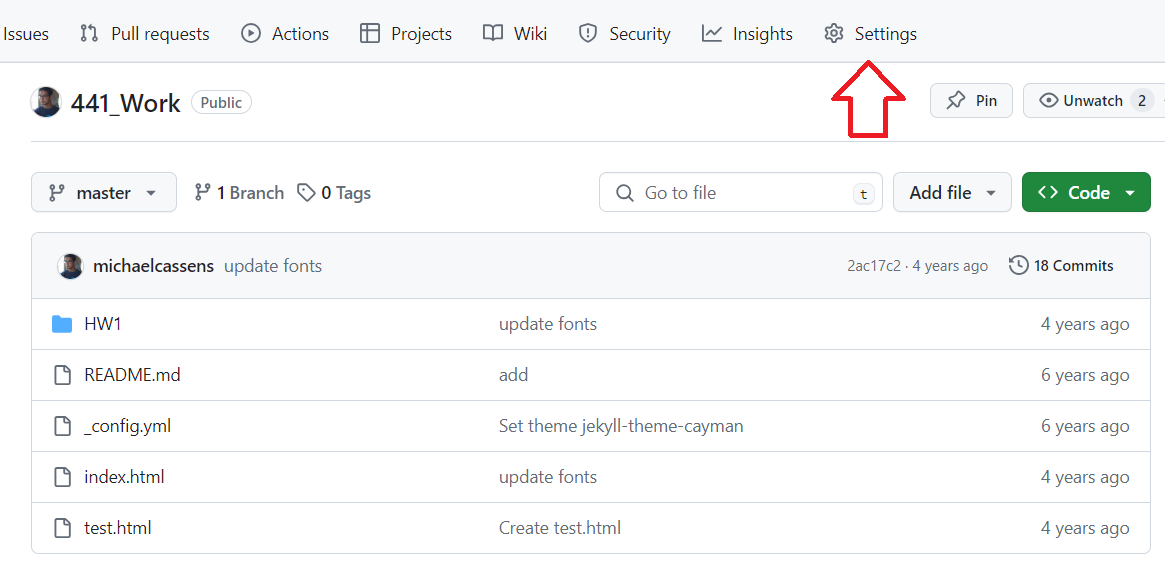 Issues Pull requests Actions Projects Wiki Security Insights Settings
441_Work Public Pin Unwatch 2
master 1 Branch 0 Tags Go to file t Add file Code
michaelcassens update fonts 2ac17c2 · 4 years ago 18 Commits
HW1 update fonts 4 years ago
README.md add 6 years ago
_config.yml Set theme jekyll-theme-cayman 6 years ago
index.html update fonts 4 years ago
test.html Create test.html 4 years ago